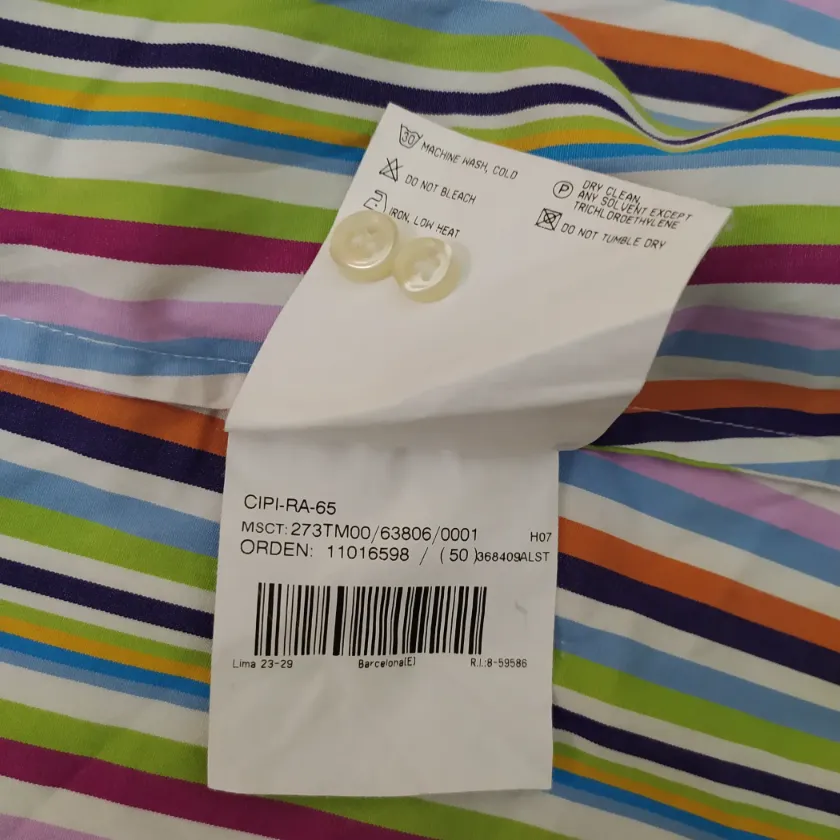 30 MACHINE WASH, COLD
DO NOT BLEACH
IRON, LOW HEAT
P DRY CLEAN,
ANY SOLVENT EXCEPT
TRICHLOROETHYLENE
DO NOT TUMBLE DRY
CIPI-RA-65
MSCT: 273TM00/63806/0001 H07
ORDEN: 11016598 / (50)368409ALST
Lima 23-29 Barcelona(E) R.I.:8-59586